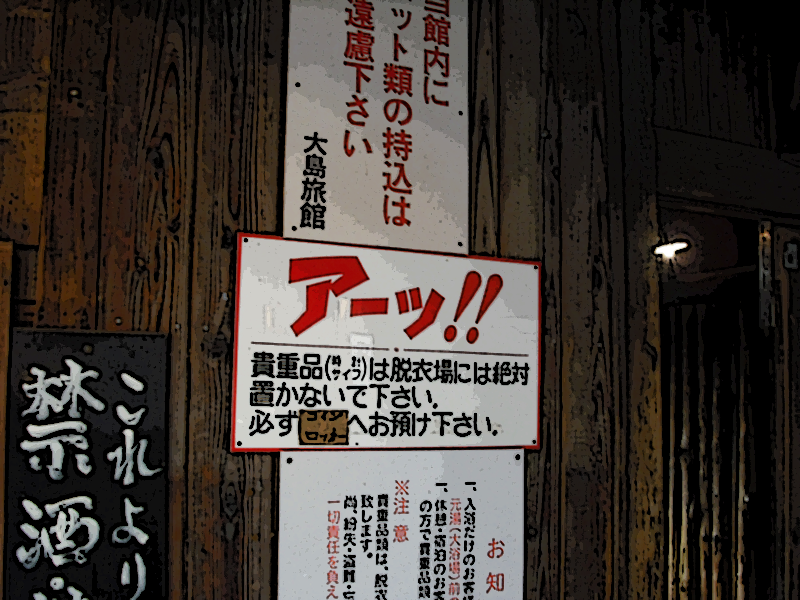 館内に
ット類の持込は
遠慮下さい
大島旅館
アーッ!!
貴重品(時計サイフ)は脱衣場には絶対
置かないで下さい。
必ずコインロッカーへお預け下さい。
これより
禁酒
お知
一、入浴だけのお客様
元湯(大浴場)前の
一、休憩・宿泊のお客
の方で貴重品類
※注意
貴重品類は、脱衣
致します。
尚、紛失・盗難・
一切責任を負え